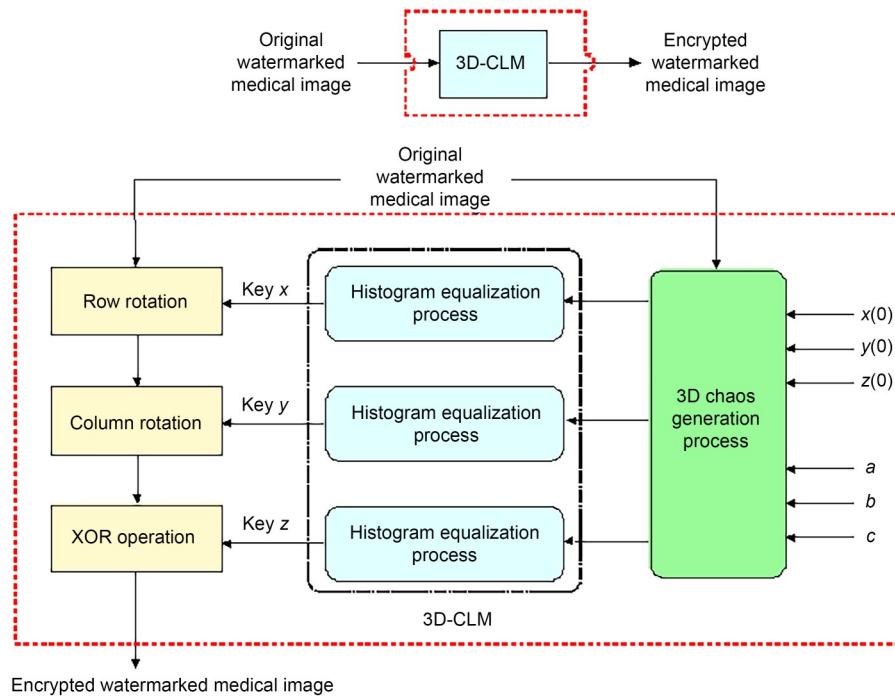 Original
watermarked
medical image
3D-CLM
Encrypted
watermarked
medical image
Original
watermarked
medical image
Row rotation
Key x
Histogram equalization
process
x(0)
y(0)
z(0)
Column rotation
Key y
Histogram equalization
process
3D chaos
generation
process
a
b
c
XOR operation
Key z
Histogram equalization
process
3D-CLM
Encrypted watermarked medical image